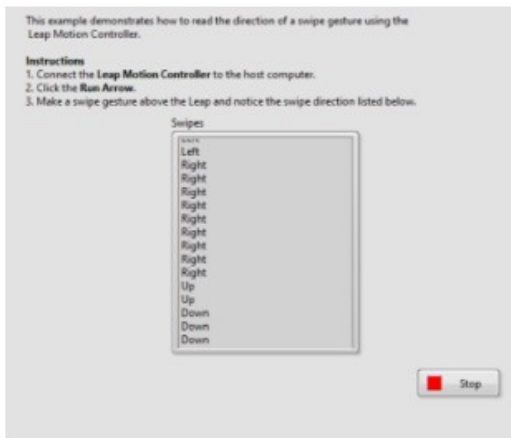 This example demonstrates how to read the direction of a swipe gesture using the
Leap Motion Controller.
Instructions
1. Connect the Leap Motion Controller to the host computer.
2. Click the Run Arrow.
3. Make a swipe gesture above the Leap and notice the swipe direction listed below.
Swipes
Left
Right
Right
Right
Right
Right
Right
Right
Right
Right
Up
Up
Down
Down
Down
Stop